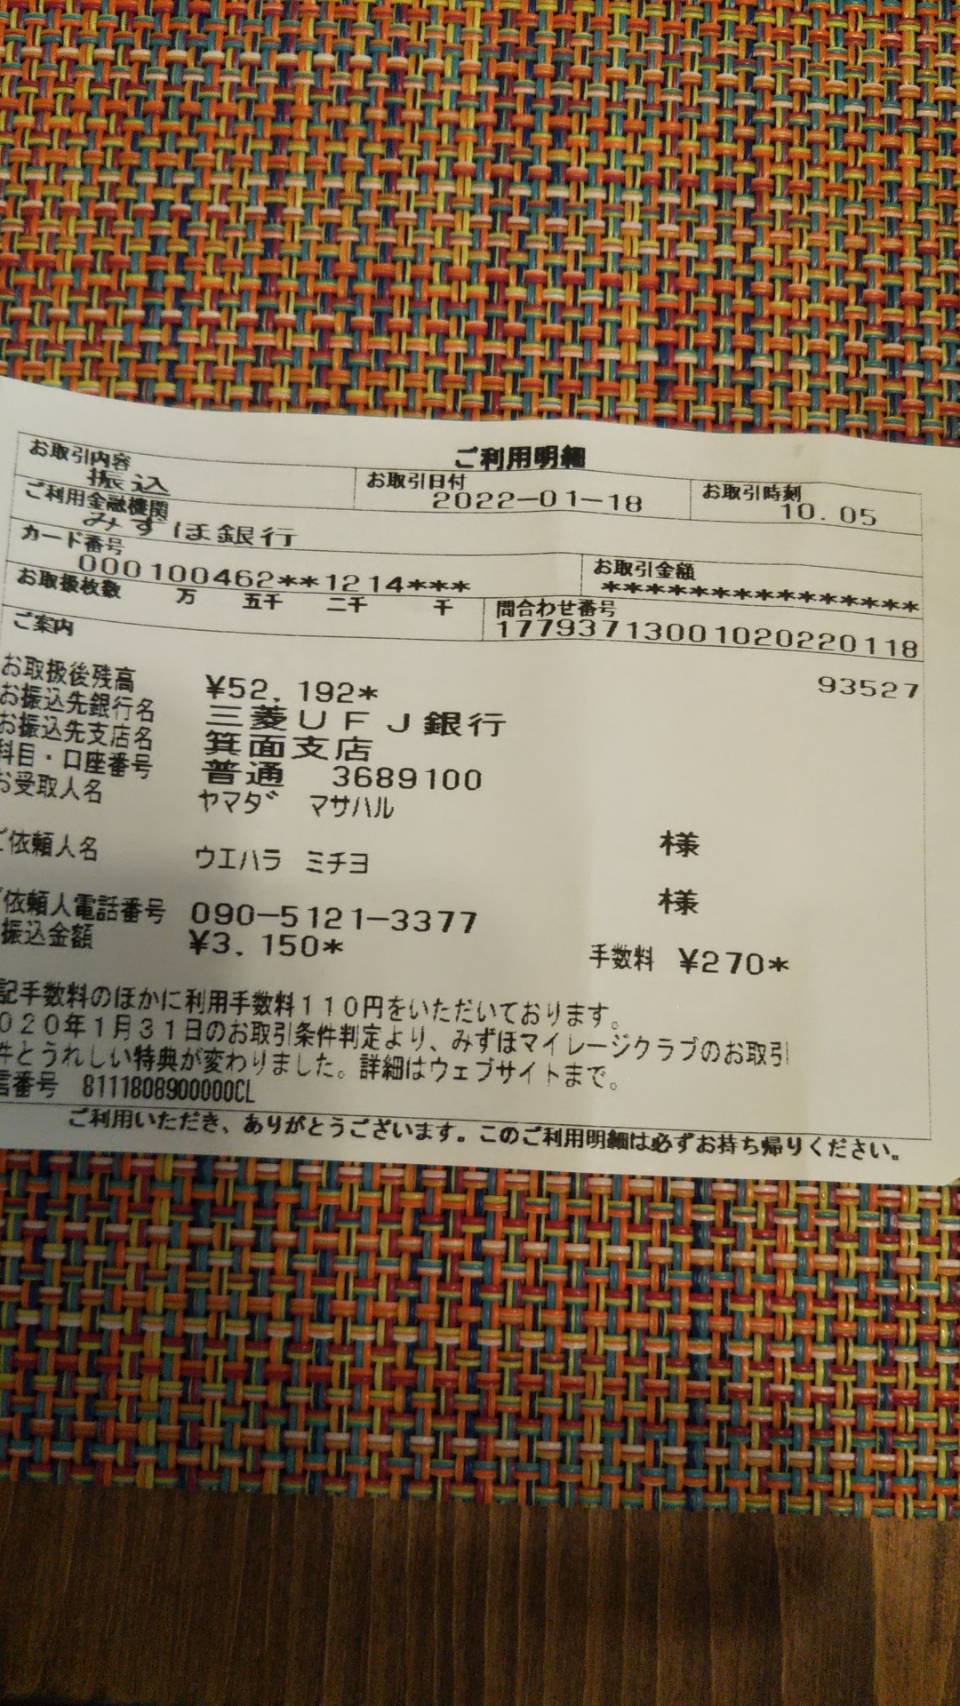 ご利用明細
お取引内容 お取引日付 お取引時刻
振込 2022-01-18 10.05
ご利用金融機関
みずほ銀行
カード番号 お取引金額
000100462**1214*** ***************
お取扱枚数 万 五千 二千 千 問合わせ番号
17793713001020220118
ご案内
93527
お取扱後残高 ¥52,192*
お振込先銀行名 三菱UFJ銀行
お振込先支店名 箕面支店
科目・口座番号 普通 3689100
お受取人名 ヤマダ マサハル 様
ご依頼人名 ウエハラ ミチヨ 様
依頼人電話番号 090-5121-3377
振込金額 ¥3,150* 手数料 ¥270*
記手数料のほかに利用手数料110円をいただいております。
020年1月31日のお取引条件判定より、みずほマイレージクラブのお取引
件とうれしい特典が変わりました。詳細はウェブサイトまで。
信番号 8111808900000CL
ご利用いただき、ありがとうございます。このご利用明細は必ずお持ち帰りください。